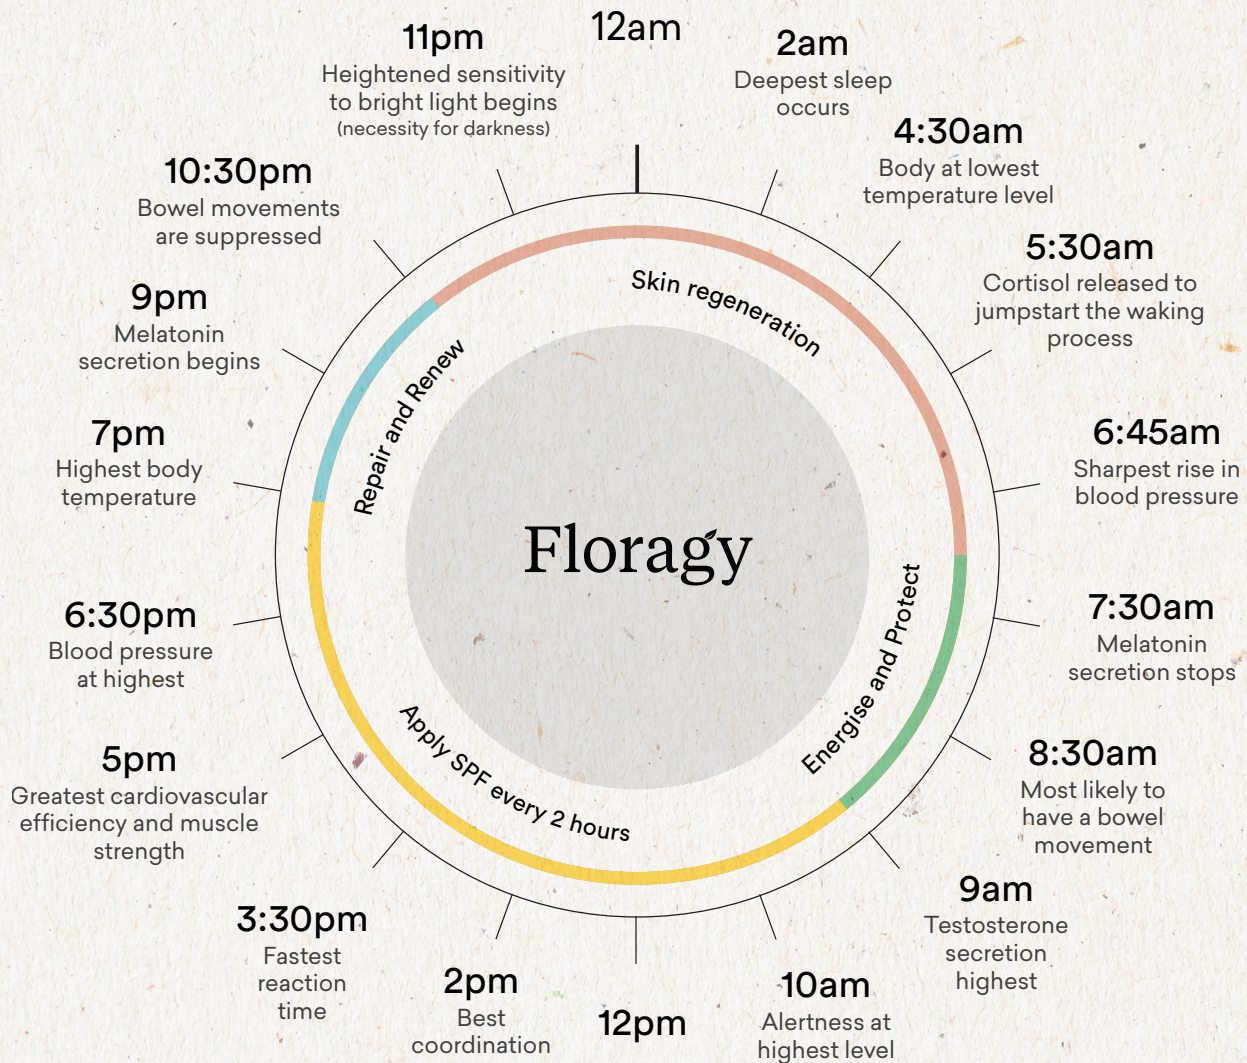 12am
2am
Deepest sleep
occurs
4:30am
Body at lowest
temperature level
5:30am
Cortisol released to
jumpstart the waking
process
6:45am
Sharpest rise in
blood pressure
7:30am
Melatonin
secretion stops
8:30am
Most likely to
have a bowel
movement
9am
Testosterone
secretion
highest
10am
Alertness at
highest level
12pm
2pm
Best
coordination
3:30pm
Fastest
reaction
time
5pm
Greatest cardiovascular
efficiency and muscle
strength
6:30pm
Blood pressure
at highest
7pm
Highest body
temperature
9pm
Melatonin
secretion begins
10:30pm
Bowel movements
are suppressed
11pm
Heightened sensitivity
to bright light begins
(necessity for darkness)
Skin regeneration
Energise and Protect
Apply SPF every 2 hours
Repair and Renew
Floragy